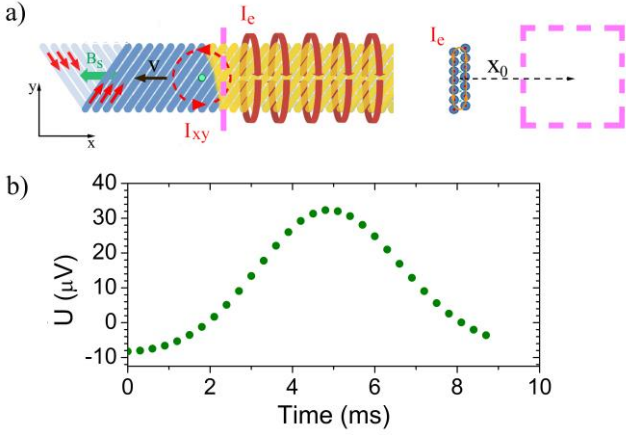 a)
I_e
B_s
v
I_xy
y
x
I_e
x_0
b)
U (μV)
40
30
20
10
0
-10
0 2 4 6 8 10
Time (ms)